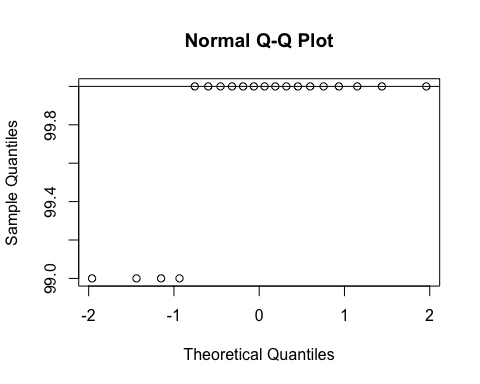 Normal Q-Q Plot
Sample Quantiles
99.8
99.4
99.0
-2 -1 0 1 2
Theoretical Quantiles